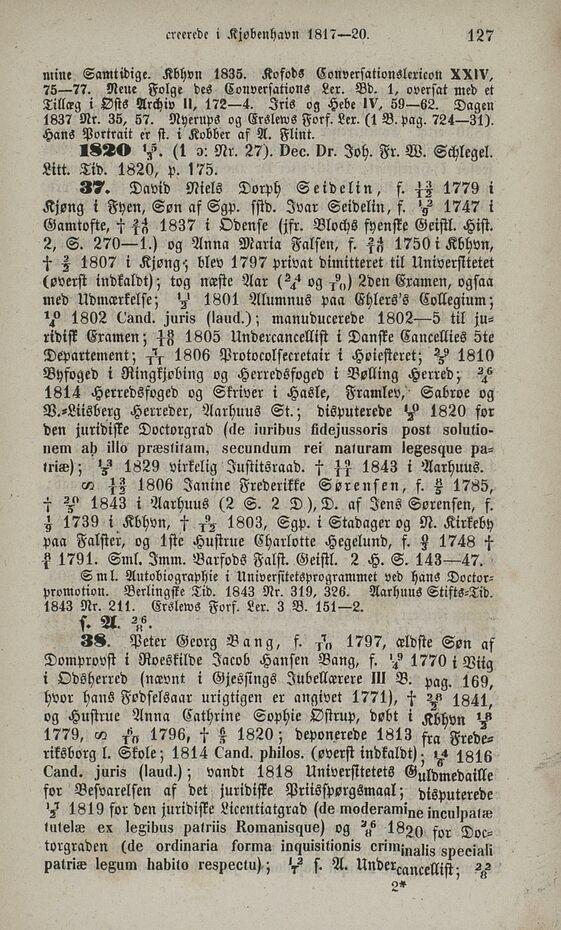 creerede i Kjøbenhavn 1817—20. 127
mine Samtidige. Kbhvn 1835. Kofods Conversationslexicon XXIV,
75—77. Neue Folge des Conversations Lex. Bd. 1, oversat med et
Tillæg i Østs Archiv II, 172—4. Iris og Hebe IV, 59—62. Dagen
1837 Nr. 35, 57. Nyerups og Erslews Forf. Lex. (1 B. pag. 724—31).
Hans Portrait er st. i Kobber af A. Flint.
1820 (1 ɔ: Nr. 27). Dec. Dr. Joh. Fr. W. Schlegel.
Litt. Tid. 1820, p. 175.
37. David Niels Dorph Seidelin, f. 1779 i
Kjøng i Fyen, Søn af Sgp. sstd. Ivar Seidelin, f. 1747 i
Gamtofte, † 1837 i Odense (jfr. Blochs fyenske Geistl. Hist.
2, S. 270—1.) og Anna Maria Falsen, f. 1750 i Kbhvn,
† 1807 i Kjøng; blev 1797 privat dimitteret til Universitetet
(øverst indkaldt); tog næste Aar ( og ) 2den Examen, ogsaa
med Udmærkelse; 1801 Alumnus paa Ehlers's Collegium;
1802 Cand. juris (laud.); manuducerede 1802—5 til ju-
ridisk Examen; 1805 Undercancellist i Danske Cancellies 5te
Departement; 1806 Protocolsecretair i Høiesteret; 1810
Byfoged i Ringkjøbing og Herredsfoged i Bølling Herred;
1814 Herredsfoged og Skriver i Hasle, Framlev, Sabroe og
V.-Liisberg Herreder, Aarhuus St.; disputerede 1820 for
den juridiske Doctorgrad (de iuribus fidejussoris post solutio-
nem ab illo præstitam, secundum rei naturam legesque pa-
triæ); 1829 virkelig Justitsraad. † 1843 i Aarhuus.
∞ 1806 Janine Frederikke Sørensen, f. 1785,
† 1843 i Aarhuus (2 S. 2 D), D. af Jens Sørensen, f.
1739 i Kbhvn, † 1803, Sgp. i Stadager og N. Kirkeby
paa Falster, og 1ste Hustrue Charlotte Hegelund, f. 1748 †
1791. Sml. Imm. Barfods Falst. Geistl. 2 H. S. 143—47.
Sml. Autobiographie i Universitetsprogrammet ved hans Doctor-
promotion. Berlingske Tid. 1843 Nr. 319, 326. Aarhuus Stifts-Tid.
1843 Nr. 211. Erslews Forf. Lex. 3 B. 151—2.
s. A.
38. Peter Georg Bang, f. 1797, ældste Søn af
Domprovst i Roeskilde Jacob Hansen Bang, f. 1770 i Viig
i Odsherred (nævnt i Gjessings Jubellærere III B. pag. 169,
hvor hans Fødselsaar urigtigen er angivet 1771), † 1841,
og Hustrue Anna Cathrine Sophie Østrup, døbt i Kbhvn
1779, ∞ 1796, † 1820; deponerede 1813 fra Frede-
riksborg l. Skole; 1814 Cand. philos. (øverst indkaldt); 1816
Cand. juris (laud.); vandt 1818 Universitetets Guldmedaille
for Besvarelsen af det juridiske Priisspørgsmaal; disputerede
1819 for den juridiske Licentiatgrad (de moderamine inculpatæ
tutelæ ex legibus patriis Romanisque) og 1820 for Doc-
torgraden (de ordinaria forma inquisitionis criminalis speciali
patriæ legum habito respectu); s. A. Undercancellist;
2*